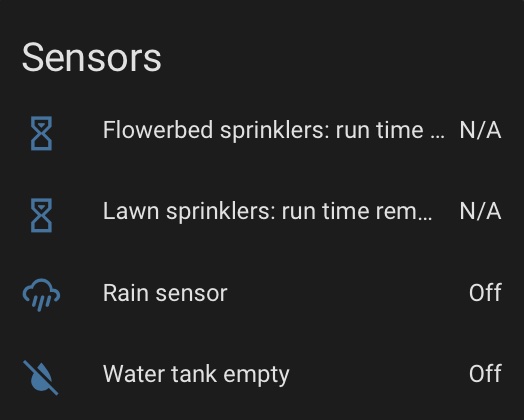 Sensors
Flowerbed sprinklers: run time ... N/A
Lawn sprinklers: run time rem... N/A
Rain sensor Off
Water tank empty Off